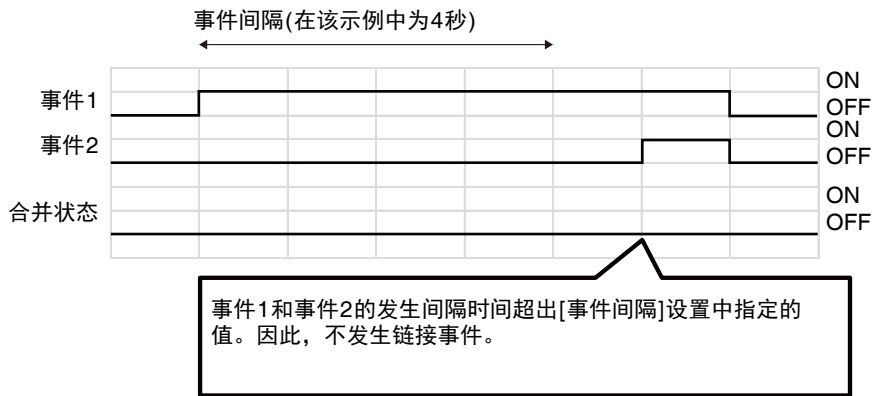 事件间隔(在该示例中为4秒)
ON
事件1
OFF
ON
事件2
OFF
ON
合并状态
OFF
事件1和事件2的发生间隔时间超出[事件间隔]设置中指定的
值。因此，不发生链接事件。